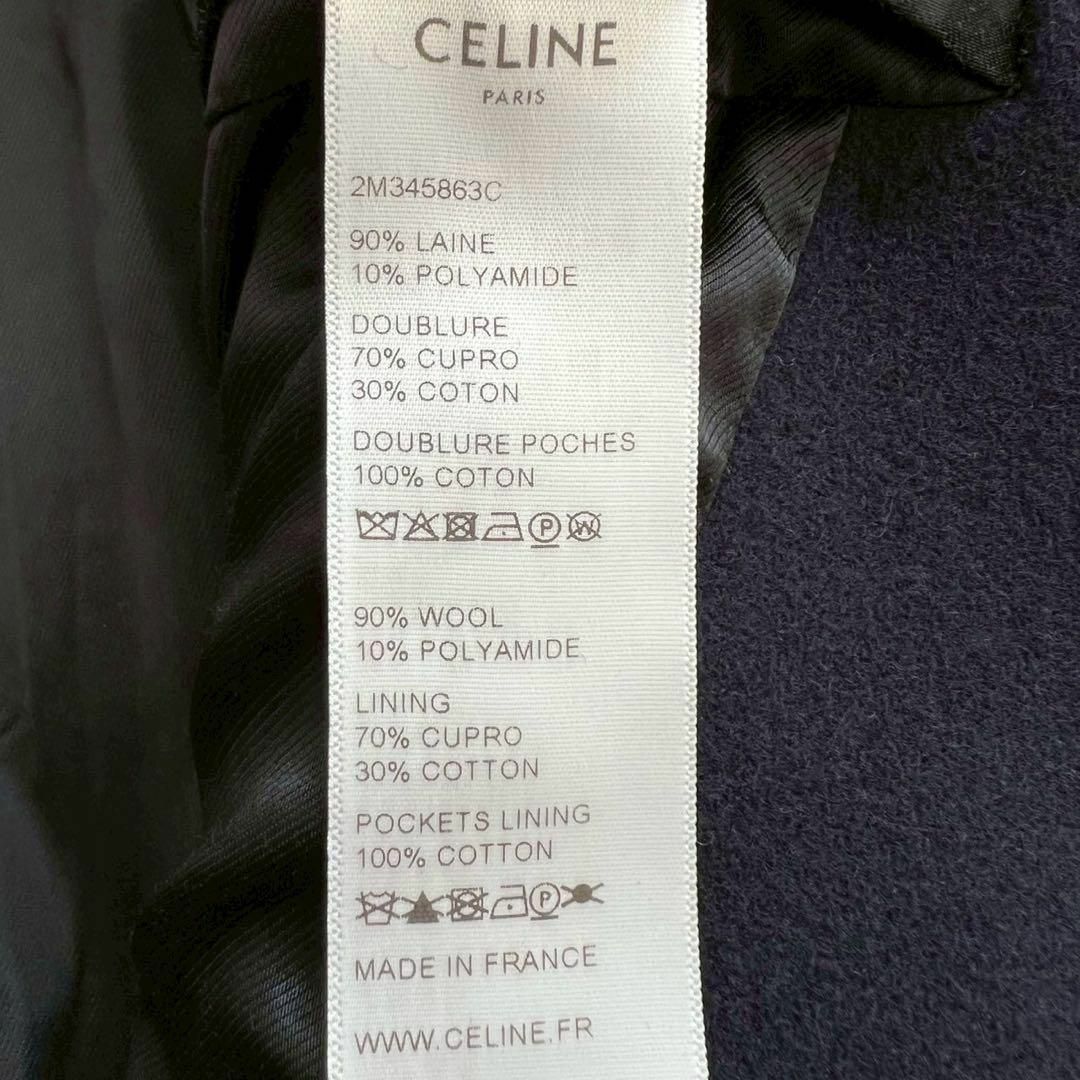 CELINE
PARIS
2M345863C
90% LAINE
10% POLYAMIDE
DOUBLURE
70% CUPRO
30% COTON
DOUBLURE POCHES
100% COTON
P W
90% WOOL
10% POLYAMIDE
LINING
70% CUPRO
30% COTTON
POCKETS LINING
100% COTTON
P
MADE IN FRANCE
WWW.CELINE.FR